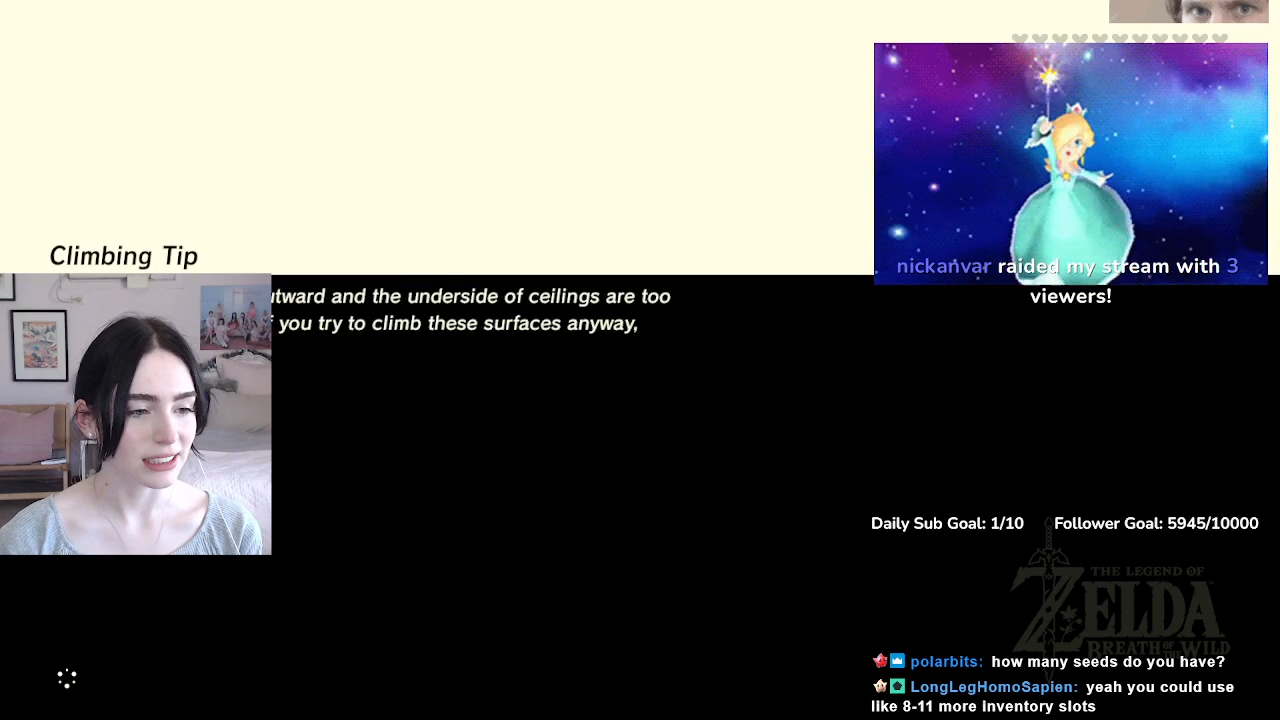 Climbing Tip
utward and the underside of ceilings are too
you try to climb these surfaces anyway,
nickanvar raided my stream with 3
viewers!
Daily Sub Goal: 1/10 Follower Goal: 5945/10000
THE LEGEND OF
ZELDA
BREATH OF THE WILD
polarbits: how many seeds do you have?
LongLegHomoSapien: yeah you could use
like 8-11 more inventory slots